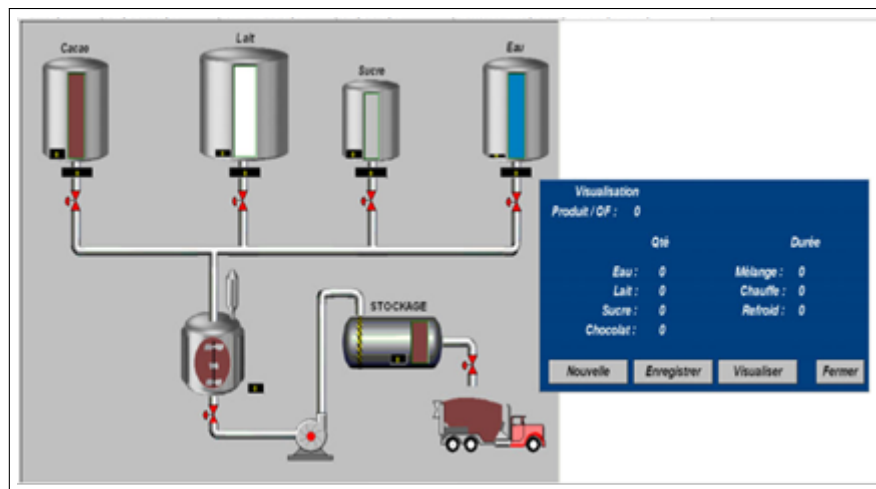 Cacao
Lait
Sucre
Eau
STOCKAGE
Visualisation
Produit / OF : 0
Qté Durée
Eau : 0 Mélange : 0
Lait : 0 Chauffe : 0
Sucre : 0 Refroid : 0
Chocolat : 0
Nouvelle Enregistrer Visualiser Fermer